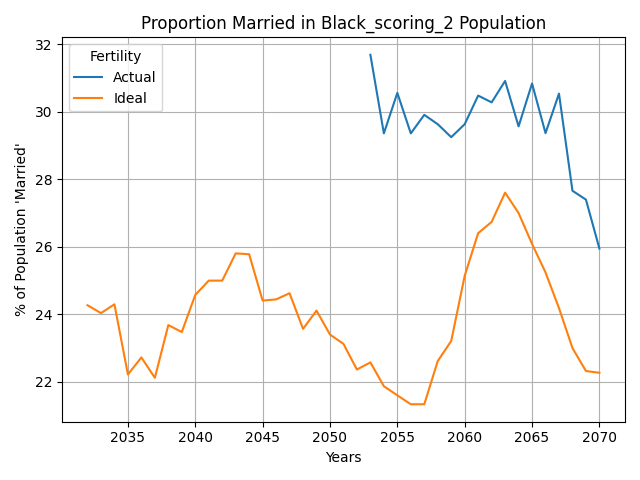 Proportion Married in Black_scoring_2 Population
Fertility
Actual
Ideal
% of Population 'Married'
32
30
28
26
24
22
2035 2040 2045 2050 2055 2060 2065 2070
Years